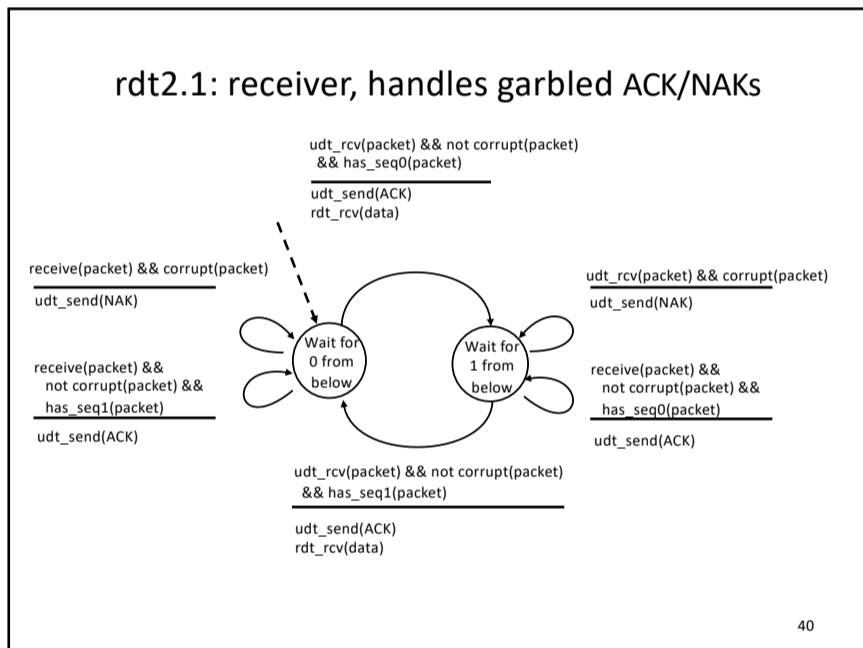 rdt2.1: receiver, handles garbled ACK/NAKs
udt_rcv(packet) && not corrupt(packet)
&& has_seq0(packet)
udt_send(ACK)
rdt_rcv(data)
receive(packet) && corrupt(packet)
udt_send(NAK)
receive(packet) &&
not corrupt(packet) &&
has_seq1(packet)
udt_send(ACK)
Wait for
0 from
below
Wait for
1 from
below
udt_rcv(packet) && corrupt(packet)
udt_send(NAK)
receive(packet) &&
not corrupt(packet) &&
has_seq0(packet)
udt_send(ACK)
udt_rcv(packet) && not corrupt(packet)
&& has_seq1(packet)
udt_send(ACK)
rdt_rcv(data)
40